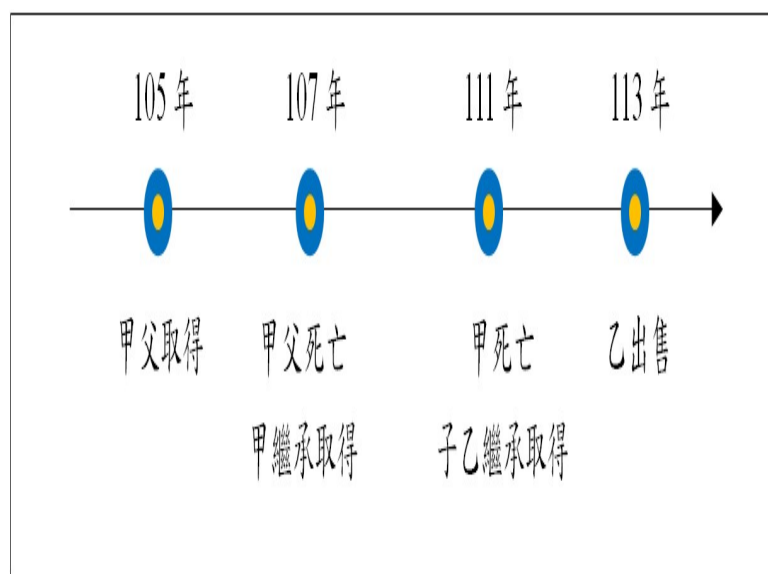 105年 107年 111年 113年
甲父取得 甲父死亡 甲死亡 乙出售
甲繼承取得 子乙繼承取得